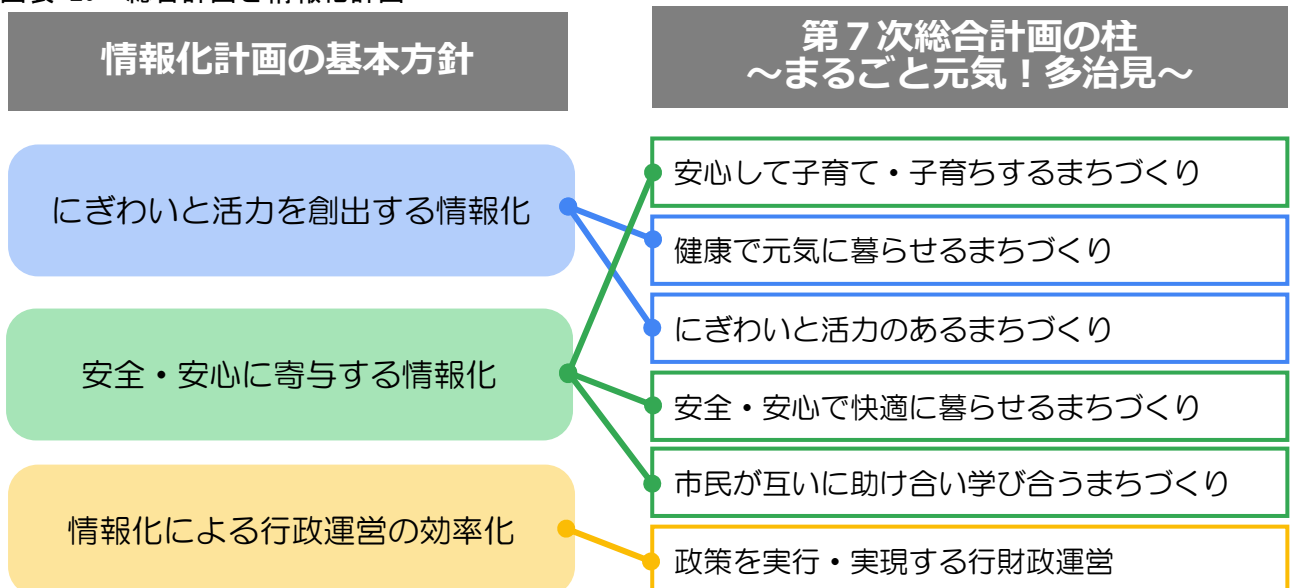 情報化計画の基本方針
第7次総合計画の柱
～まるごと元気！多治見～
にぎわいと活力を創出する情報化
安全・安心に寄与する情報化
情報化による行政運営の効率化
安心して子育て・子育ちするまちづくり
健康で元気に暮らせるまちづくり
にぎわいと活力のあるまちづくり
安全・安心で快適に暮らせるまちづくり
市民が互いに助け合い学び合うまちづくり
政策を実行・実現する行財政運営